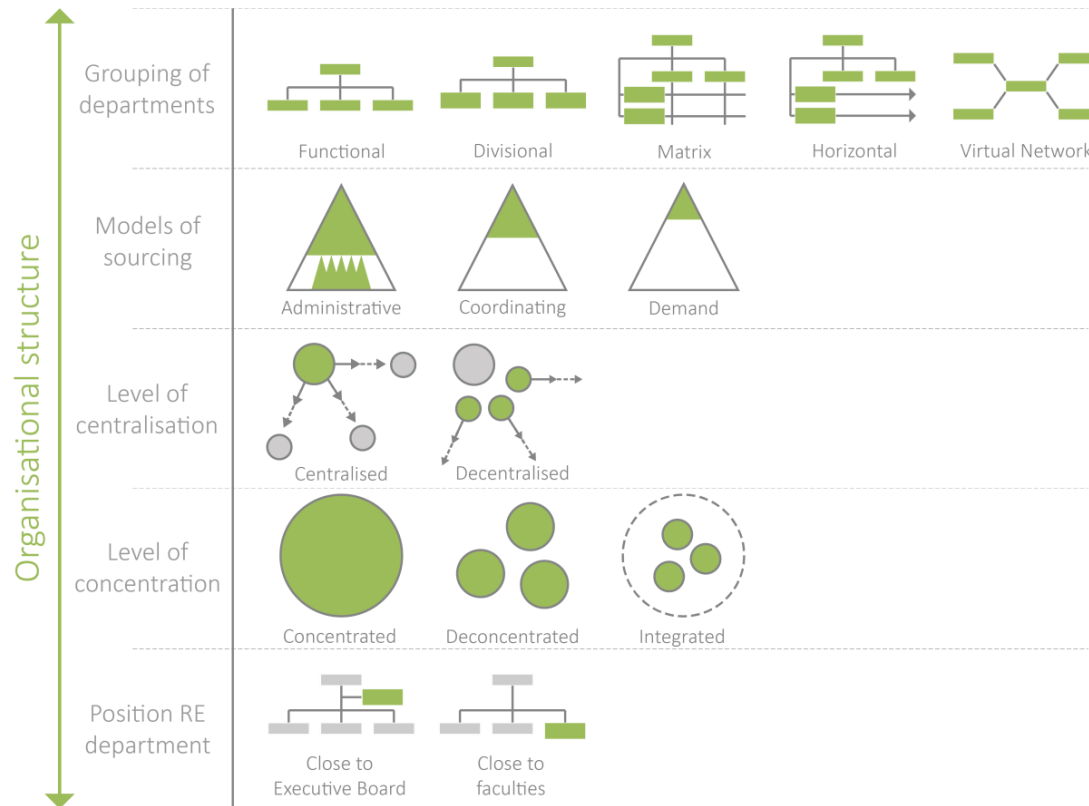 Organisational structure
Grouping of
departments
Functional
Divisional
Matrix
Horizontal
Virtual Network
Models of
sourcing
Administrative
Coordinating
Demand
Level of
centralisation
Centralised
Decentralised
Level of
concentration
Concentrated
Deconcentrated
Integrated
Position RE
department
Close to
Executive Board
Close to
faculties